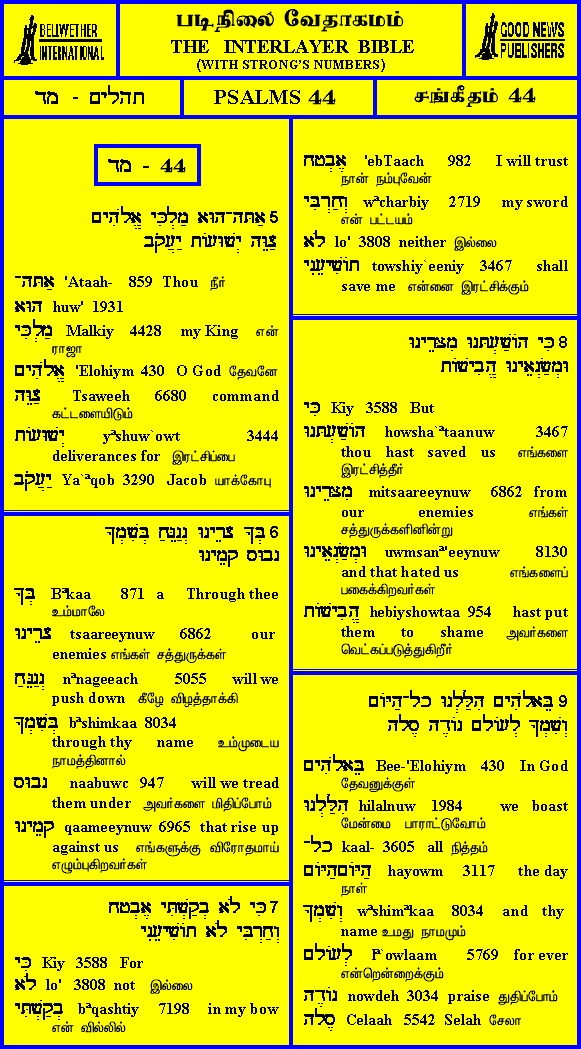 BELLWETHER
INTERNATIONAL
படிநிலை வேதாகமம்
THE INTERLAYER BIBLE
(WITH STRONG'S NUMBERS)
GOOD NEWS
PUBLISHERS
תהלים - מד
PSALMS 44
சங்கீதம் 44
44 - מד
5 אַתָּה־הוּא מַלְכִּי אֱלֹהִים
צַוֵּה יְשׁוּעוֹת יַעֲקֹב
אַתָּה־ 'Ataah- 859 Thou நீர்
הוּא huw' 1931
מַלְכִּי Malkiy 4428 my King என்
ராஜா
אֱלֹהִים 'Elohiym 430 O God தேவனே
צַוֵּה Tsaweeh 6680 command
கட்டளையிடும்
יְשׁוּעוֹת yªshuw`owt 3444
deliverances for இரட்சிப்பை
יַעֲקֹב Ya`ªqob 3290 Jacob யாக்கோபு
6 בְּךָ צָרֵינוּ נְנַגֵּחַ בְּשִׁמְךָ
נָבוּס קָמֵינוּ
בְּךָ Bªkaa 871 a Through thee
உம்மாலே
צָרֵינוּ tsaareeynuw 6862 our
enemies எங்கள் சத்துருக்கள்
נְנַגֵּחַ nªnageeach 5055 will we
push down கீழே விழத்தாக்கி
בְּשִׁמְךָ bªshimkaa 8034
through thy name உம்முடைய
நாமத்தினால்
נָבוּס naabuwc 947 will we tread
them under அவர்களை மிதிப்போம்
קָמֵינוּ qaameeynuw 6965 that rise up
against us எங்களுக்கு விரோதமாய்
எழும்புகிறவர்கள்
7 כִּי לֹא בְקַשְׁתִּי אֶבְטָח
וְחַרְבִּי לֹא תוֹשִׁיעֵנִי
כִּי Kiy 3588 For
לֹא lo' 3808 not இல்லை
בְקַשְׁתִּי bªqashtiy 7198 in my bow
என் வில்லில்
אֶבְטָח 'ebTaach 982 I will trust
நான் நம்புவேன்
וְחַרְבִּי wªcharbiy 2719 my sword
என் பட்டயம்
לֹא lo' 3808 neither இல்லை
תוֹשִׁיעֵנִי towshiy`eeniy 3467 shall
save me என்னை இரட்சிக்கும்
8 כִּי הוֹשַׁעְתָּנוּ מִצָּרֵינוּ
וּמְשַׂנְאֵינוּ הֱבִישׁוֹתָ
כִּי Kiy 3588 But
הוֹשַׁעְתָּנוּ howsha`ªtaanuw 3467
thou hast saved us எங்களை
இரட்சித்தீர்
מִצָּרֵינוּ mitsaareeynuw 6862 from
our enemies எங்கள்
சத்துருக்களினின்று
וּמְשַׂנְאֵינוּ uwmsanª'eeynuw 8130
and that hated us எங்களைப்
பகைக்கிறவர்கள்
הֱבִישׁוֹתָ hebiyshowtaa 954 hast put
them to shame அவர்களை
வெட்கப்படுத்துகிறீர்
9 בֵּאלֹהִים הִלַּלְנוּ כָל־הַיּוֹם
וְשִׁמְךָ לְעוֹלָם נוֹדֶה סֶלָה
בֵּאלֹהִים Bee-'Elohiym 430 In God
தேவனுக்குள்
הִלַּלְנוּ hilalnuw 1984 we boast
மேன்மை பாராட்டுவோம்
כָל־ kaal- 3605 all நித்தம்
הַיּוֹםהַיּוֹם hayowm 3117 the day
நாள்
וְשִׁמְךָ wªshimªkaa 8034 and thy
name உமது நாமமும்
לְעוֹלָם lª`owlaam 5769 for ever
என்றென்றைக்கும்
נוֹדֶה nowdeh 3034 praise துதிப்போம்
סֶלָה Celaah 5542 Selah சேலா